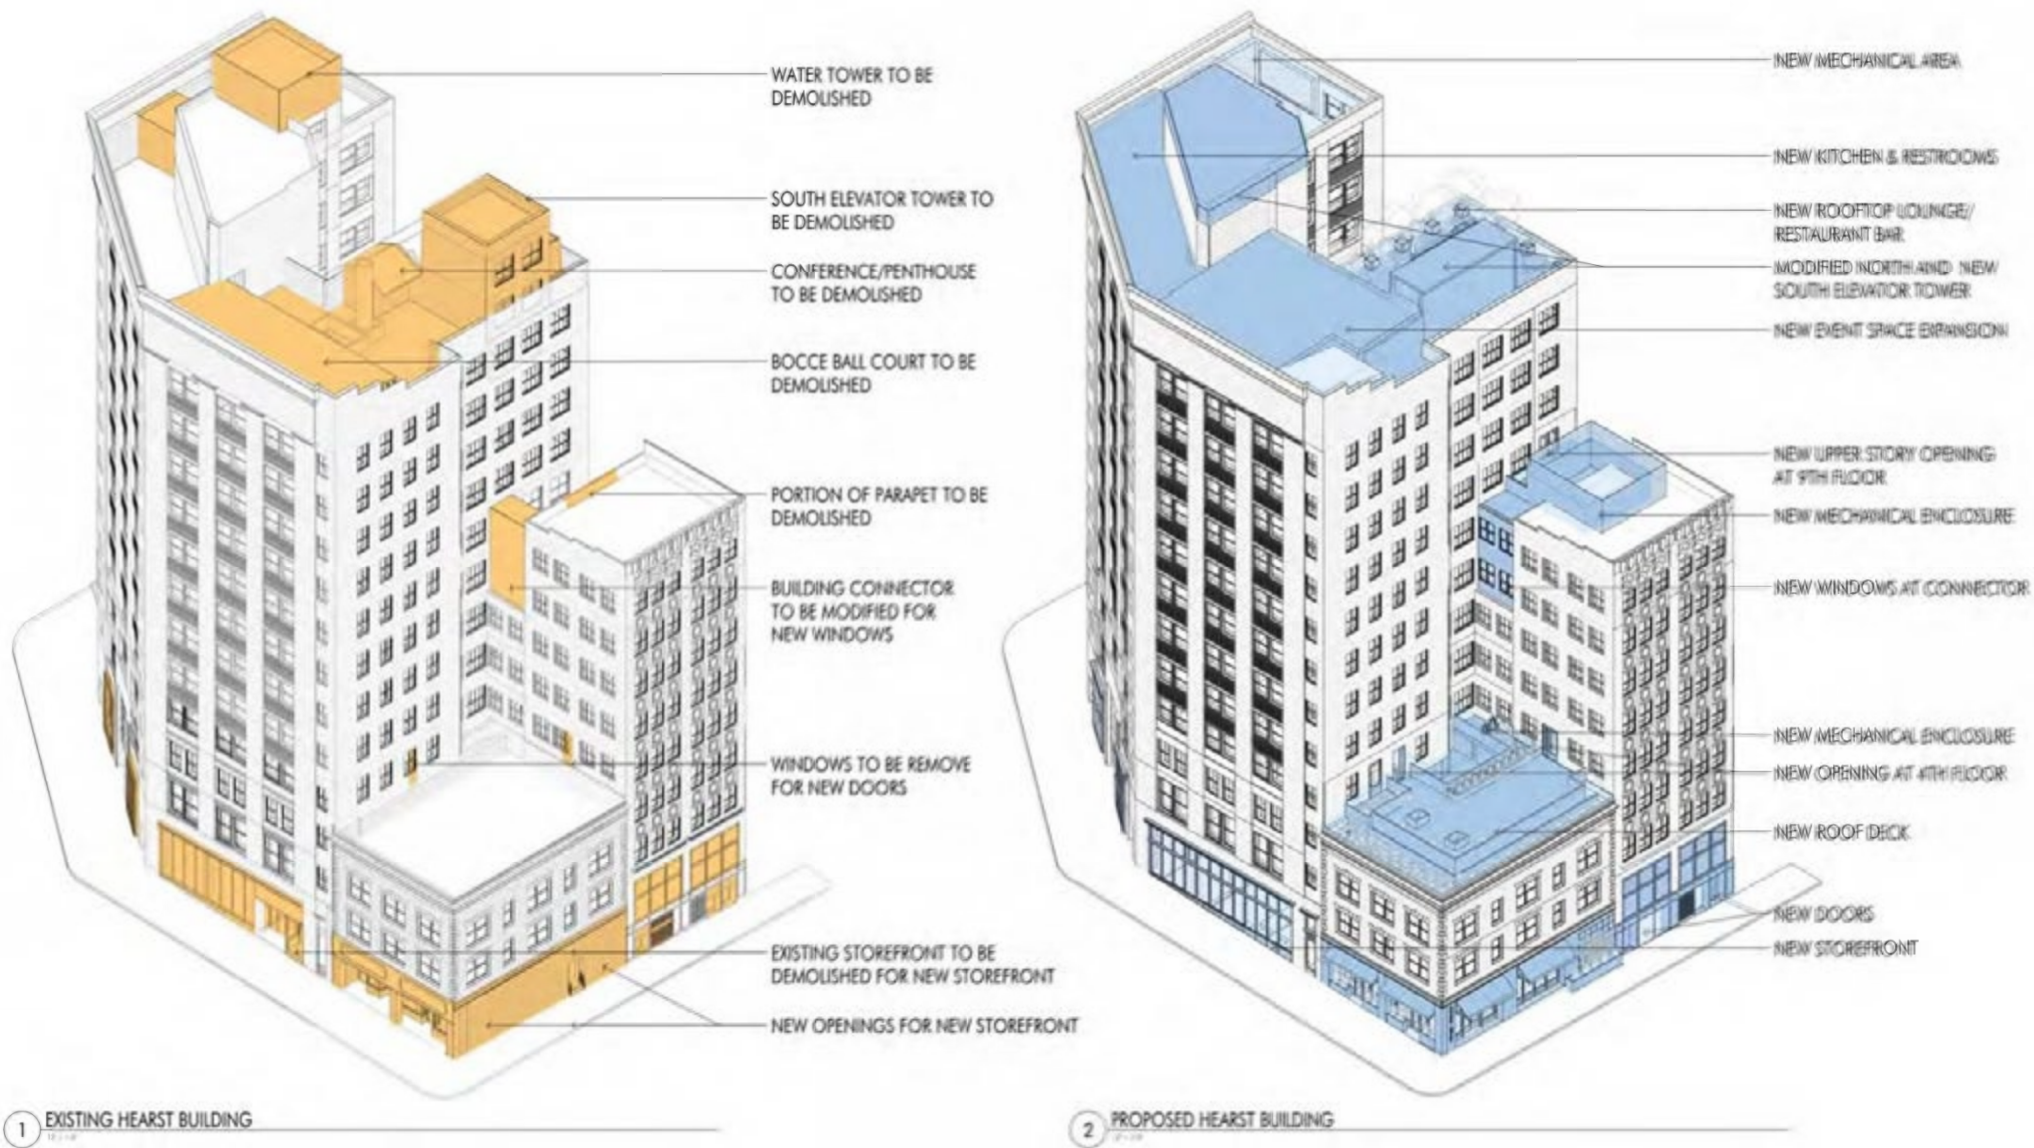 WATER TOWER TO BE
DEMOLISHED
SOUTH ELEVATOR TOWER TO
BE DEMOLISHED
CONFERENCE/PENTHOUSE
TO BE DEMOLISHED
BOCCE BALL COURT TO BE
DEMOLISHED
PORTION OF PARAPET TO BE
DEMOLISHED
BUILDING CONNECTOR
TO BE MODIFIED FOR
NEW WINDOWS
WINDOWS TO BE REMOVE
FOR NEW DOORS
EXISTING STOREFRONT TO BE
DEMOLISHED FOR NEW STOREFRONT
NEW OPENINGS FOR NEW STOREFRONT
1 EXISTING HEARST BUILDING
NEW MECHANICAL AREA
NEW KITCHEN & RESTROOMS
NEW ROOFTOP LOUNGE/
RESTAURANT BAR
MODIFIED NORTH AND NEW
SOUTH ELEVATOR TOWER
NEW EVENT SPACE EXPANSION
NEW UPPER STORY OPENING
AT 9TH FLOOR
NEW MECHANICAL ENCLOSURE
NEW WINDOWS AT CONNECTOR
NEW MECHANICAL ENCLOSURE
NEW OPENING AT 4TH FLOOR
NEW ROOF DECK
NEW DOORS
NEW STOREFRONT
2 PROPOSED HEARST BUILDING